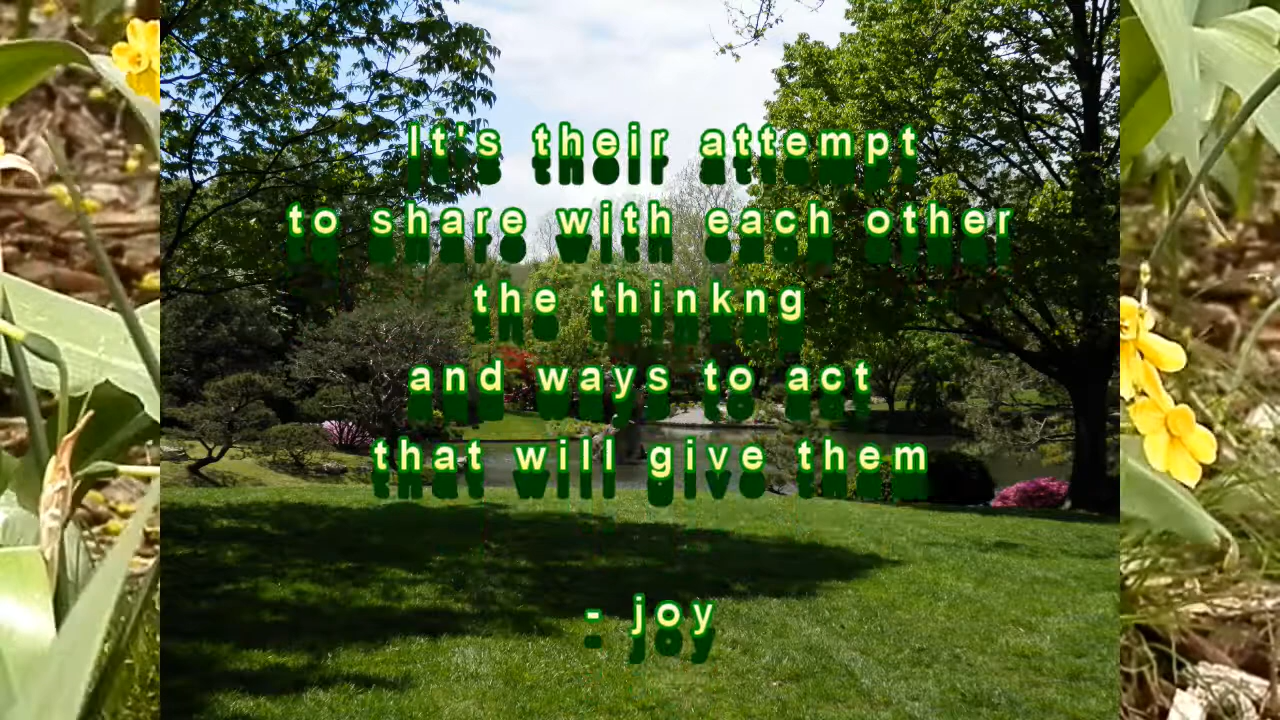 It's their attempt
to share with each other
the thinkng
and ways to act
that will give them
- joy